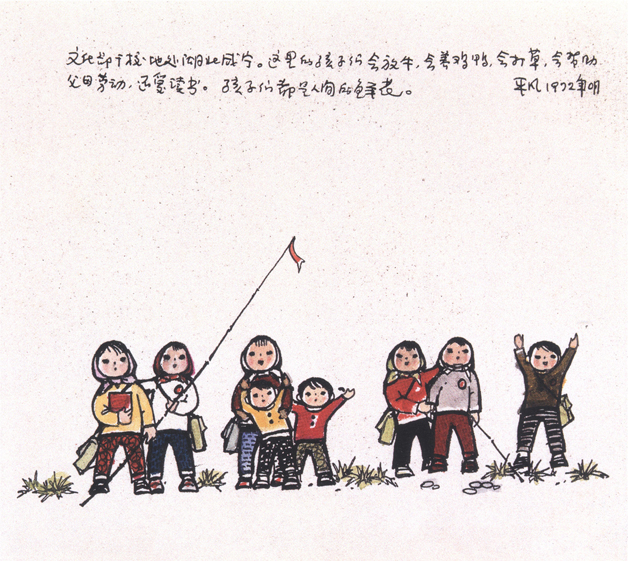 文化部干校地处湖北咸宁。这里的孩子们会放牛,会养鸡鸭,会打草,会帮助
父母劳动,还爱读书。孩子们都是人间的鲜花。 平凡1972年明